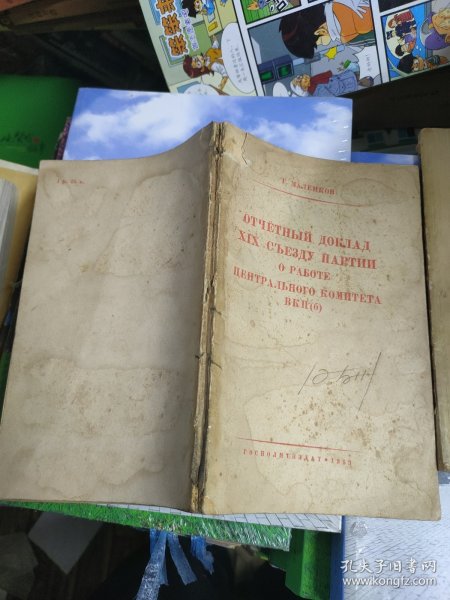 Г. МАЛЕНКОВ
ОТЧЕТНЫЙ ДОКЛАД
XIX СЪЕЗДУ ПАРТИИ
О РАБОТЕ
ЦЕНТРАЛЬНОГО КОМИТЕТА
ВКП(б)
ГОСПОЛИТИЗДАТ • 1952
孔夫子旧书网
www.kongfz.com